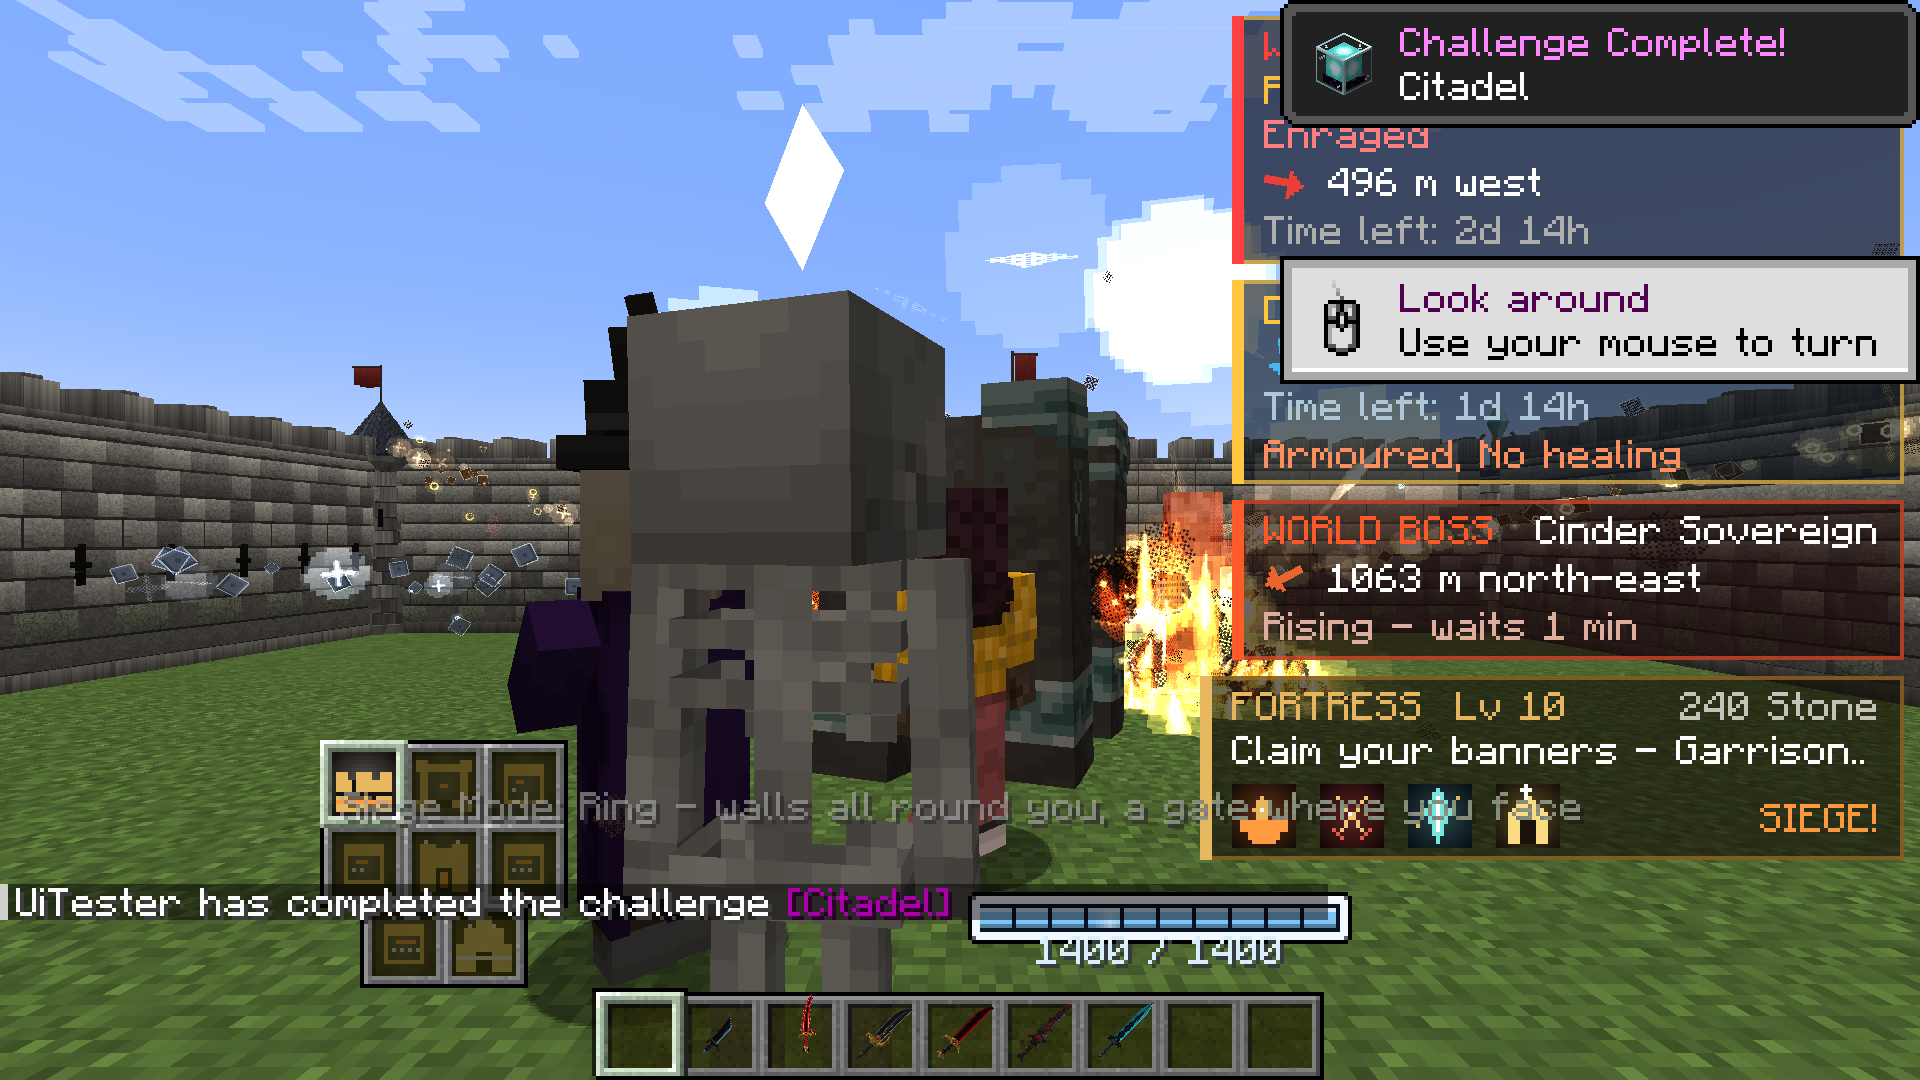 Challenge Complete!
Citadel
Enraged
496 m west
Time left: 2d 14h
Look around
Use your mouse to turn
Time left: 1d 14h
Armoured, No healing
WORLD BOSS Cinder Sovereign
1063 m north-east
Rising - waits 1 min
FORTRESS Lv 10 240 Stone
Claim your banners - Garrison..
SIEGE!
Siege Mode: Ring - walls all round you, a gate where you face
UiTester has completed the challenge [Citadel]
1400 / 1400